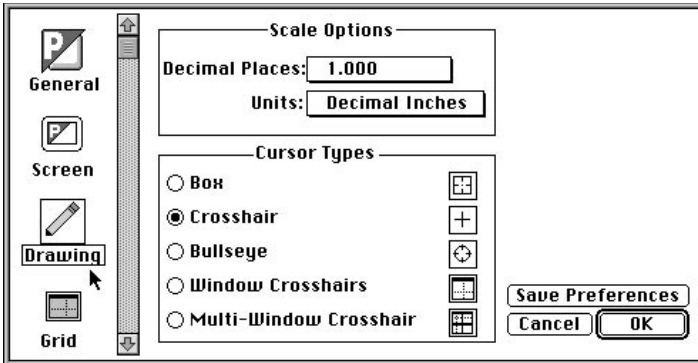 General
Screen
Drawing
Grid
Scale Options
Decimal Places: 1.000
Units: Decimal Inches
Cursor Types
Box
Crosshair
Bullseye
Window Crosshairs
Multi-Window Crosshair
Save Preferences
Cancel OK